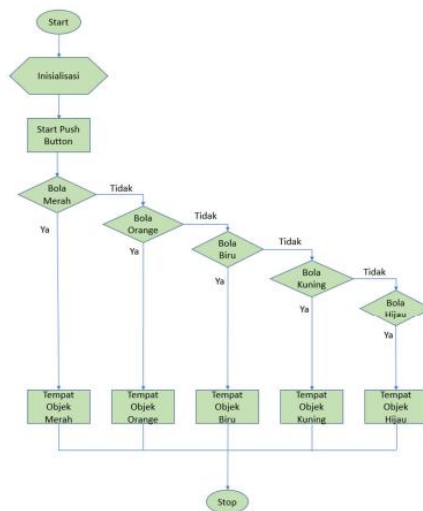 Start
Inisialisasi
Start Push
Button
Bola
Merah
Tidak
Ya
Bola
Orange
Tidak
Ya
Bola
Biru
Tidak
Ya
Bola
Kuning
Tidak
Ya
Bola
Hijau
Ya
Tempat
Objek
Merah
Tempat
Objek
Orange
Tempat
Objek
Biru
Tempat
Objek
Kuning
Tempat
Objek
Hijau
Stop